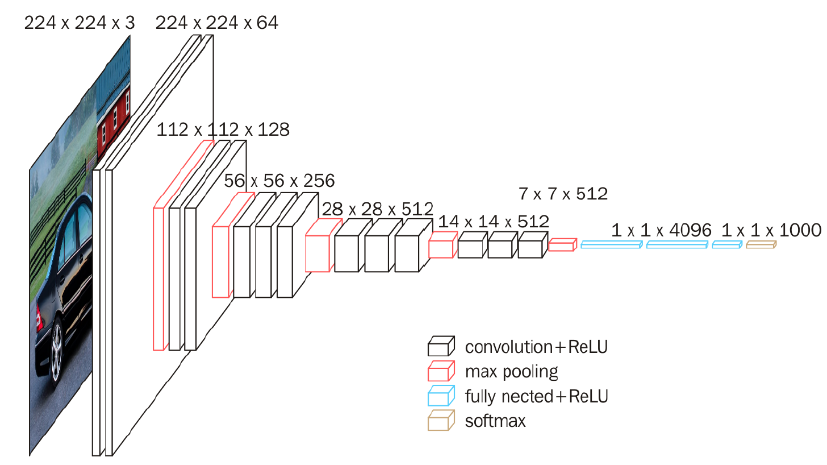 224 x 224 x 3
224 x 224 x 64
112 x 112 x 128
56 x 56 x 256
28 x 28 x 512
14 x 14 x 512
7 x 7 x 512
1 x 1 x 4096
1 x 1 x 1000
convolution+ReLU
max pooling
fully nected+ReLU
softmax